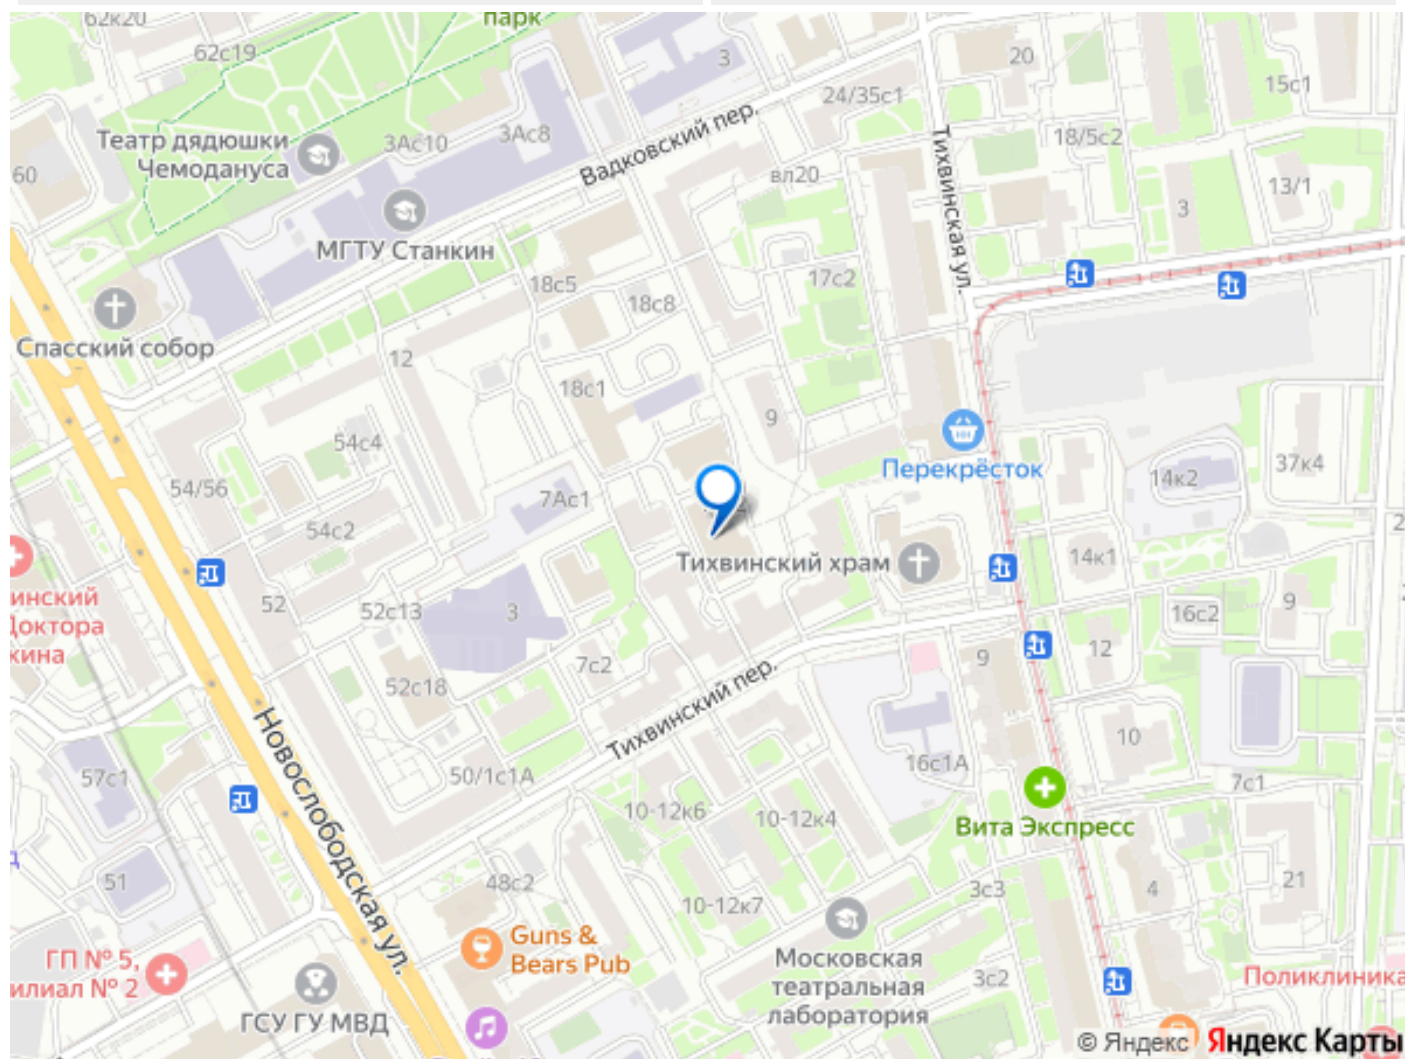 62к20
парк
62с19
3
20
15с1
24/35с1
Вадковский пер.
3Ас8
3Ас10
Театр дядюшки
Чемодануса
Тихвинская ул.
18/5с2
60
вл20
13/1
3
МГТУ Станкин
18с5
17с2
18с8
Спасский собор
12
18с1
9
54с4
Перекрёсток
37к4
14к2
54/56
7Ас1
54с2
Тихвинский храм
14к1
инский
Доктора
кина
52
52с13
3
9
16с2
12
9
7с2
52с18
Тихвинский пер.
Новослободская ул.
10
57с1
50/1с1А
16с1А
7с1
10-12к6
10-12к4
Вита Экспресс
51
48с2
3с3
4
21
10-12к7
Guns &
Bears Pub
ГП № 5,
илиал № 2
Московская
театральная
лаборатория
3с2
Поликлиника
ГСУ ГУ МВД
© Яндекс Яндекс Карты